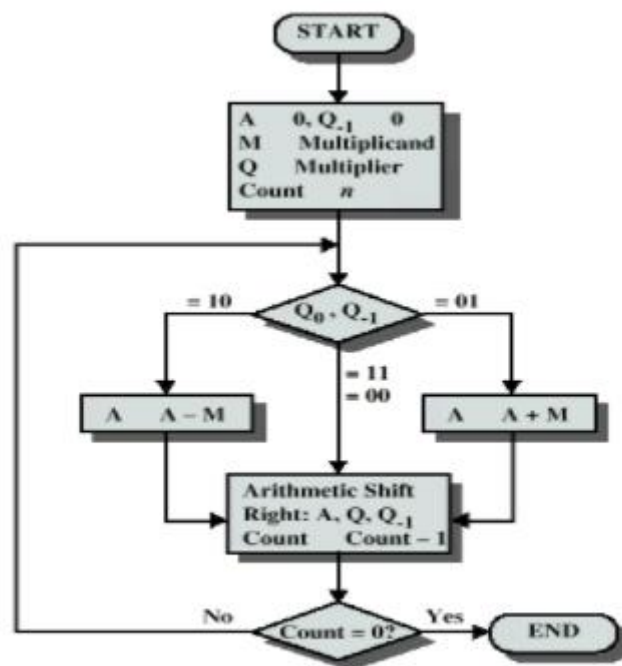 START
A 0, Q-1 0
M Multiplicand
Q Multiplier
Count n
= 10
Q0, Q-1
= 01
= 11
= 00
A A – M
A A + M
Arithmetic Shift
Right: A, Q, Q-1
Count Count – 1
No
Count = 0?
Yes
END